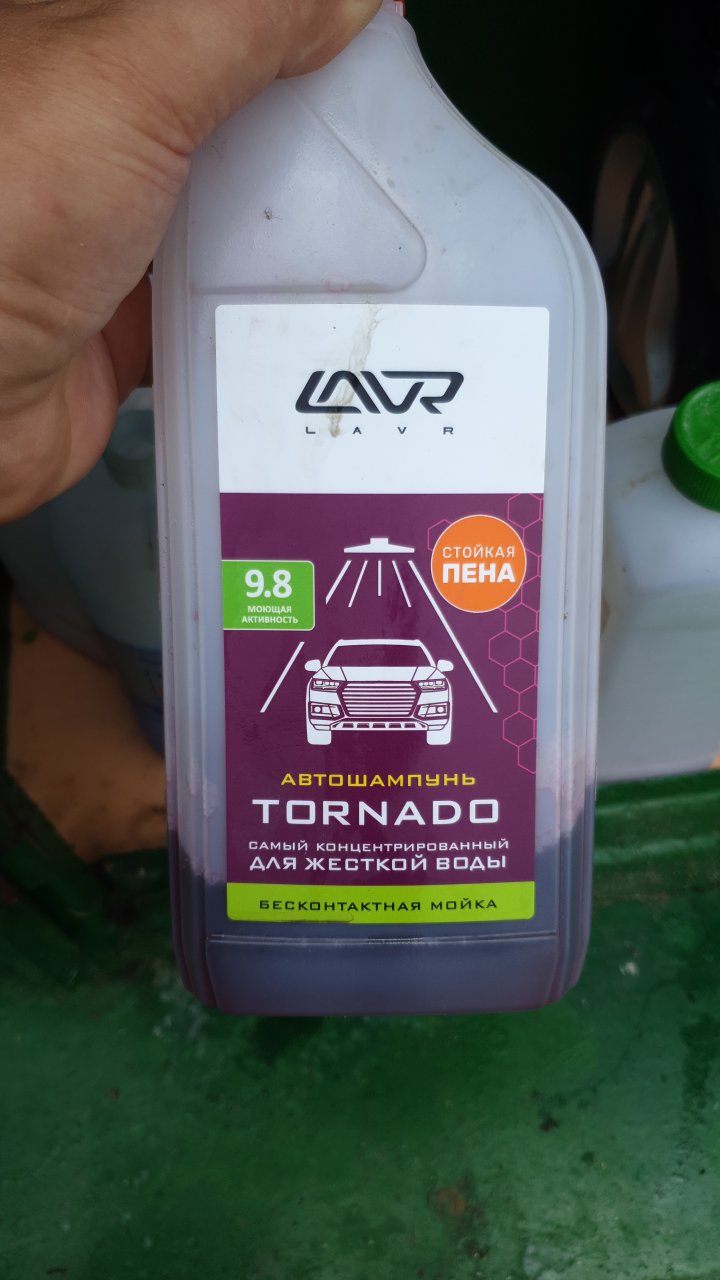 LAVR
LAVR
СТОЙКАЯ
ПЕНА
9.8
МОЮЩАЯ
АКТИВНОСТЬ
АВТОШАМПУНЬ
TORNADO
САМЫЙ КОНЦЕНТРИРОВАННЫЙ
ДЛЯ ЖЕСТКОЙ ВОДЫ
БЕСКОНТАКТНАЯ МОЙКА